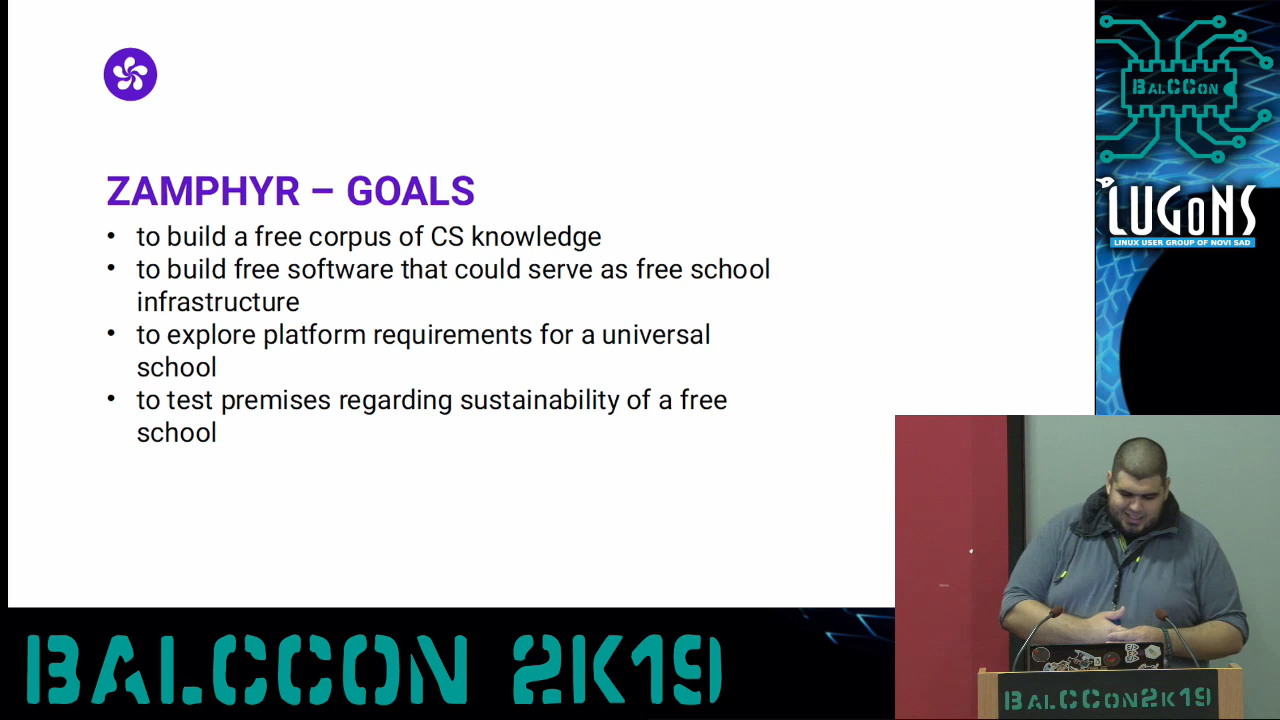 ZAMPHYR – GOALS
• to build a free corpus of CS knowledge
• to build free software that could serve as free school
infrastructure
• to explore platform requirements for a universal
school
• to test premises regarding sustainability of a free
school
BALCCON
LUGONS
LINUX USER GROUP OF NOVI SAD
BALCCON2K19
BALCCON 2K19